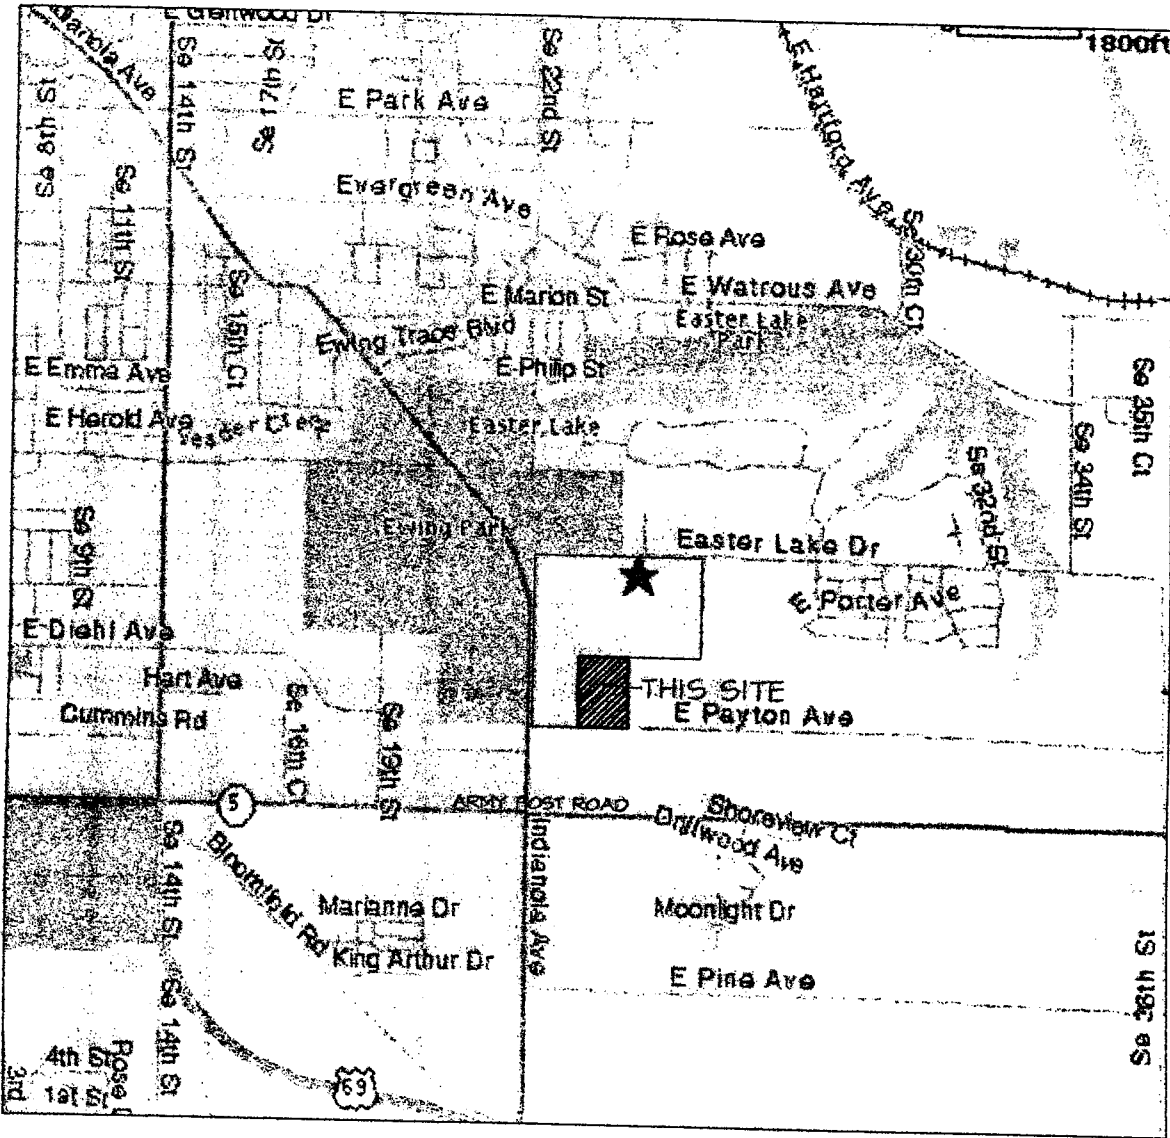 E Glenwood Dr
Indianola Ave
1800ft
Se 14th St
Se 17th St
Se 22nd St
E Hartford Ave
Se 8th St
E Park Ave
Se 11th St
Evergreen Ave
E Rose Ave
Se 30th Ct
E Marion St
E Watrous Ave
Se 15th Ct
Ewing Trace Blvd
Easter Lake
Park
E Emma Ave
E Philip St
Se 35th Ct
E Herold Ave
Easter Lake
Se 34th St
Se 32nd St
Se 9th St
Ewing Park
Easter Lake Dr
E Porter Ave
E Diehl Ave
Hart Ave
THIS SITE
Cummins Rd
Se 16th Ct
Se 19th St
E Payton Ave
5
ARMY POST ROAD
Shoreview Ct
Driftwood Ave
Se 14th St
Bloomfield Rd
Indianola Ave
Marianne Dr
Moonlight Dr
King Arthur Dr
E Pine Ave
Se 14th St
4th St
Rose
69
1st St
3rd